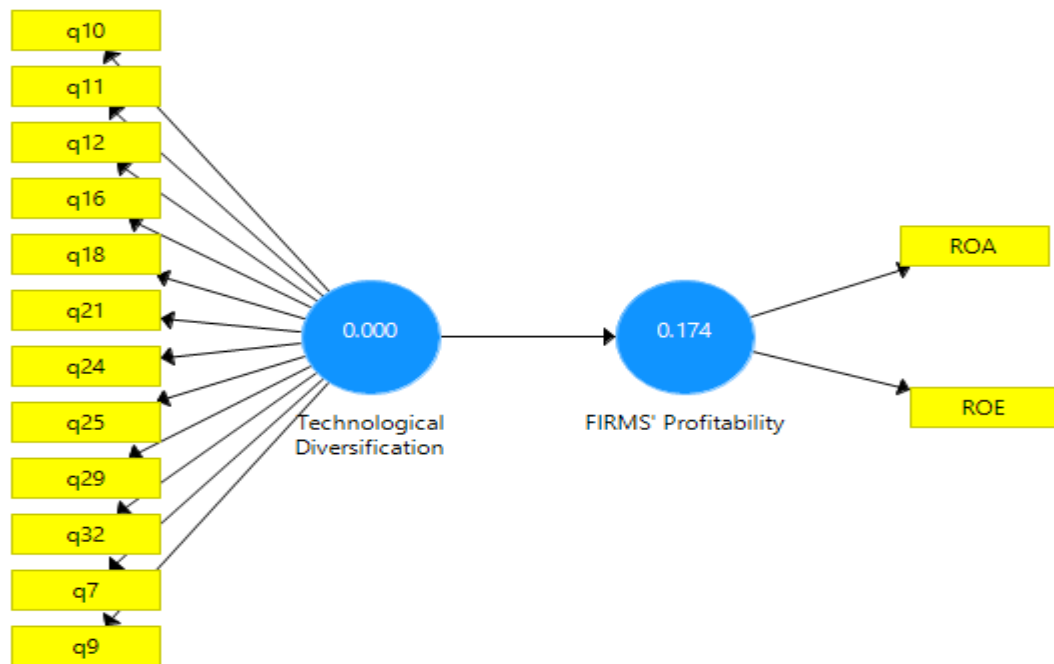 q10
q11
q12
q16
q18
q21
q24
q25
q29
q32
q7
q9
0.000
Technological
Diversification
0.174
FIRMS' Profitability
ROA
ROE